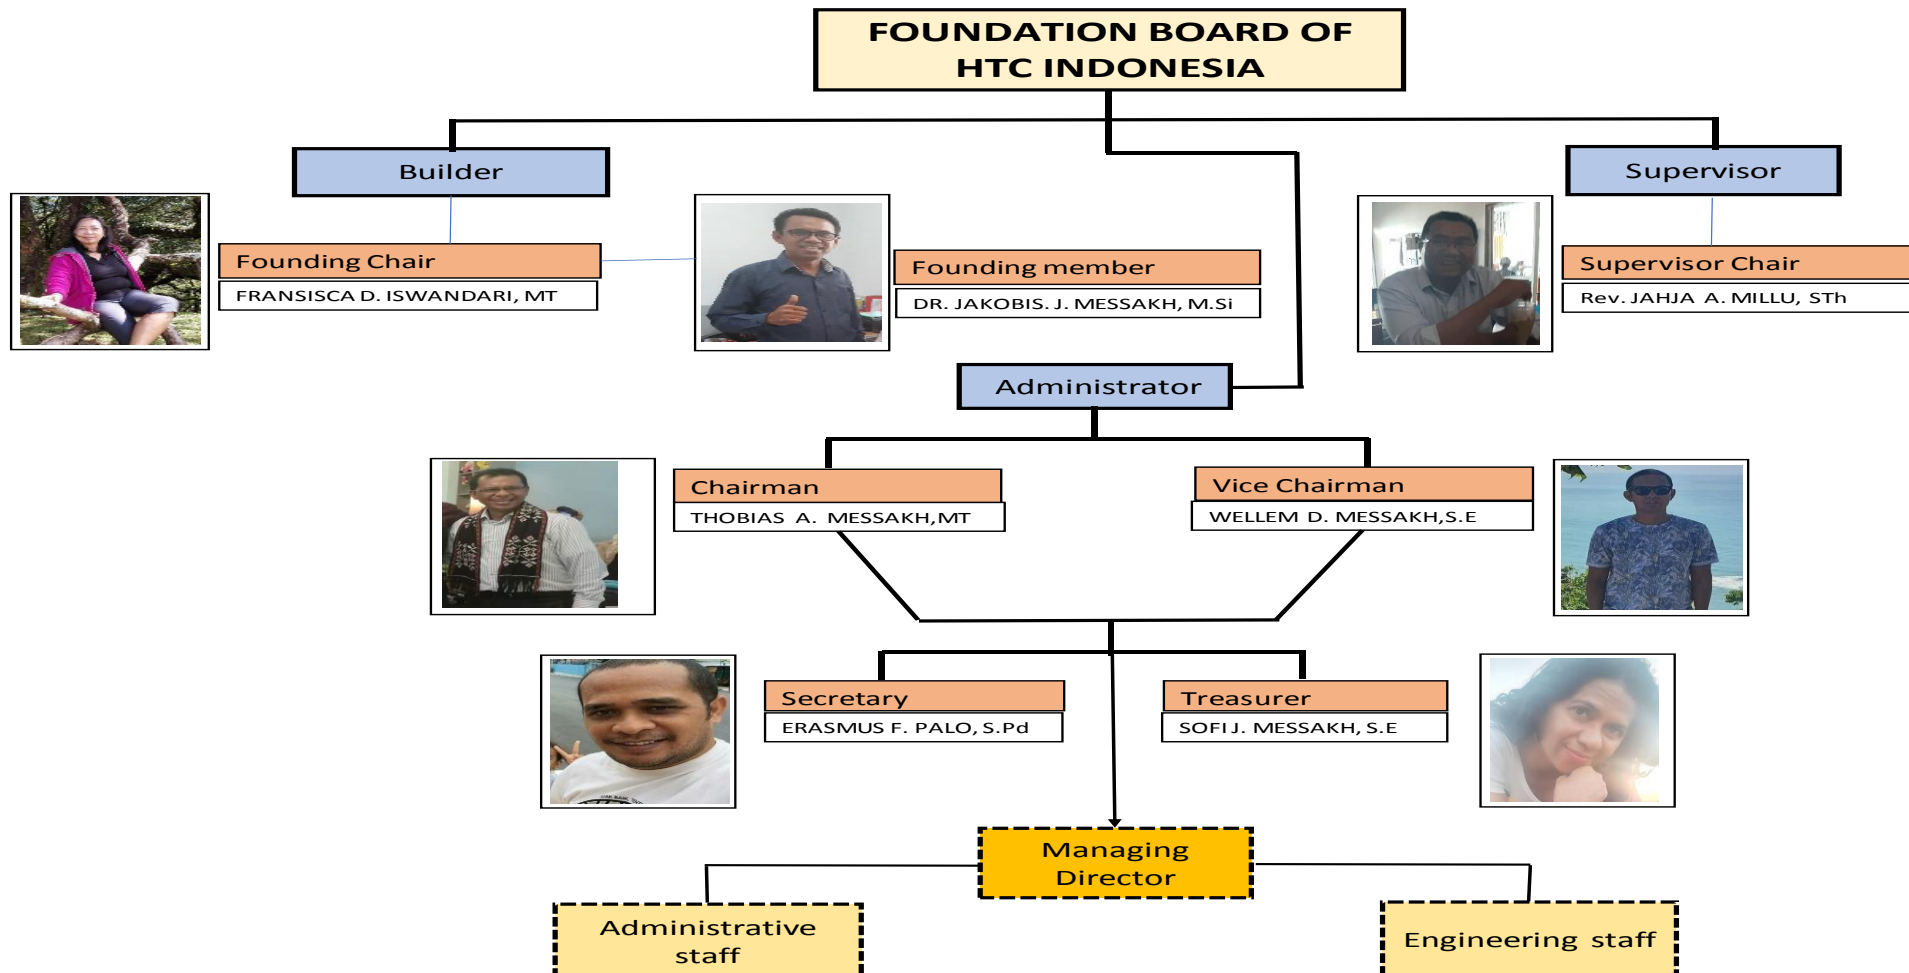 FOUNDATION BOARD OF
HTC INDONESIA
Builder
Supervisor
Founding Chair
FRANSISCA D. ISWANDARI, MT
Founding member
DR. JAKOBIS. J. MESSAKH, M.Si
Supervisor Chair
Rev. JAHJA A. MILLU, STh
Administrator
Chairman
THOBIAS A. MESSAKH,MT
Vice Chairman
WELLEM D. MESSAKH,S.E
Secretary
ERASMUS F. PALO, S.Pd
Treasurer
SOFI J. MESSAKH, S.E
Managing
Director
Administrative
staff
Engineering staff